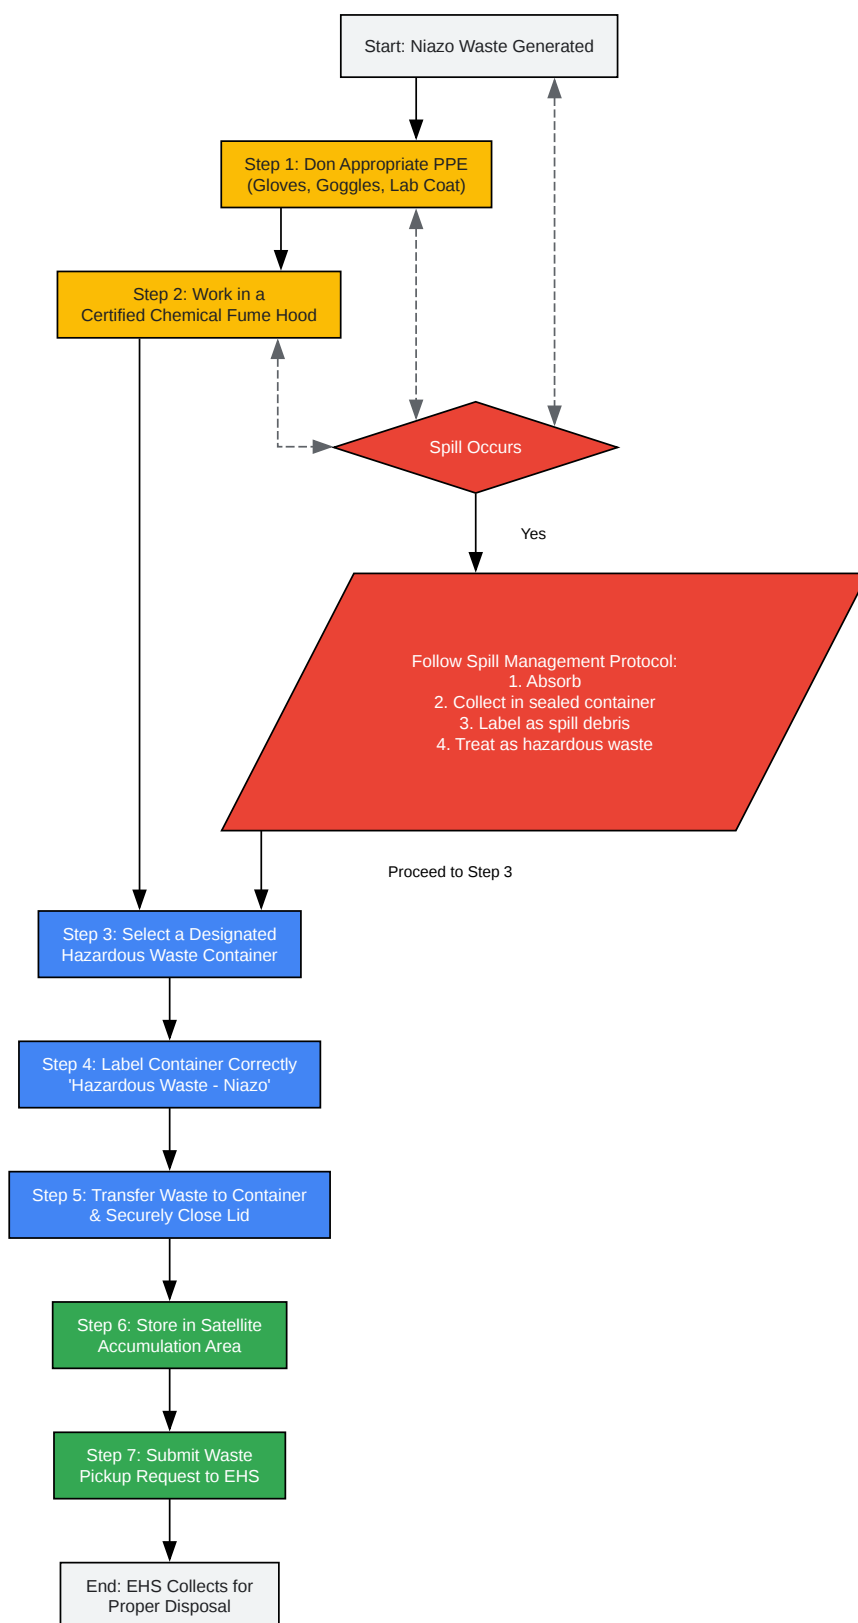 Start: Niazo Waste Generated
Step 1: Don Appropriate PPE
(Gloves, Goggles, Lab Coat)
Step 2: Work in a
Certified Chemical Fume Hood
Spill Occurs
Yes
Follow Spill Management Protocol:
1. Absorb
2. Collect in sealed container
3. Label as spill debris
4. Treat as hazardous waste
Proceed to Step 3
Step 3: Select a Designated
Hazardous Waste Container
Step 4: Label Container Correctly
'Hazardous Waste - Niazo'
Step 5: Transfer Waste to Container
& Securely Close Lid
Step 6: Store in Satellite
Accumulation Area
Step 7: Submit Waste
Pickup Request to EHS
End: EHS Collects for
Proper Disposal